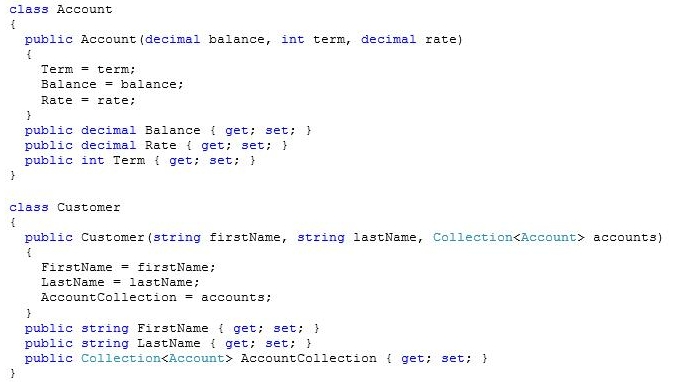 class Account
{
  public Account(decimal balance, int term, decimal rate)
  {
    Term = term;
    Balance = balance;
    Rate = rate;
  }
  public decimal Balance { get; set; }
  public decimal Rate { get; set; }
  public int Term { get; set; }
}

class Customer
{
  public Customer(string firstName, string lastName, Collection<Account> accounts)
  {
    FirstName = firstName;
    LastName = lastName;
    AccountCollection = accounts;
  }
  public string FirstName { get; set; }
  public string LastName { get; set; }
  public Collection<Account> AccountCollection { get; set; }
}